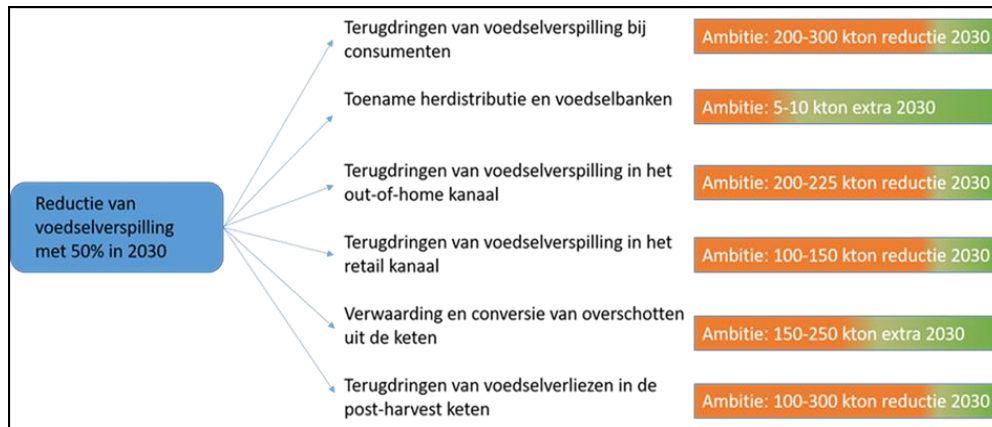 Terugdringen van voedselverspilling bij
consumenten
Ambitie: 200-300 kton reductie 2030
Toename herdistributie en voedselbanken
Ambitie: 5-10 kton extra 2030
Terugdringen van voedselverspilling in het
out-of-home kanaal
Ambitie: 200-225 kton reductie 2030
Reductie van
voedselverspilling
met 50% in 2030
Terugdringen van voedselverspilling in het
retail kanaal
Ambitie: 100-150 kton reductie 2030
Verwaarding en conversie van overschotten
uit de keten
Ambitie: 150-250 kton extra 2030
Terugdringen van voedselverliezen in de
post-harvest keten
Ambitie: 100-300 kton reductie 2030